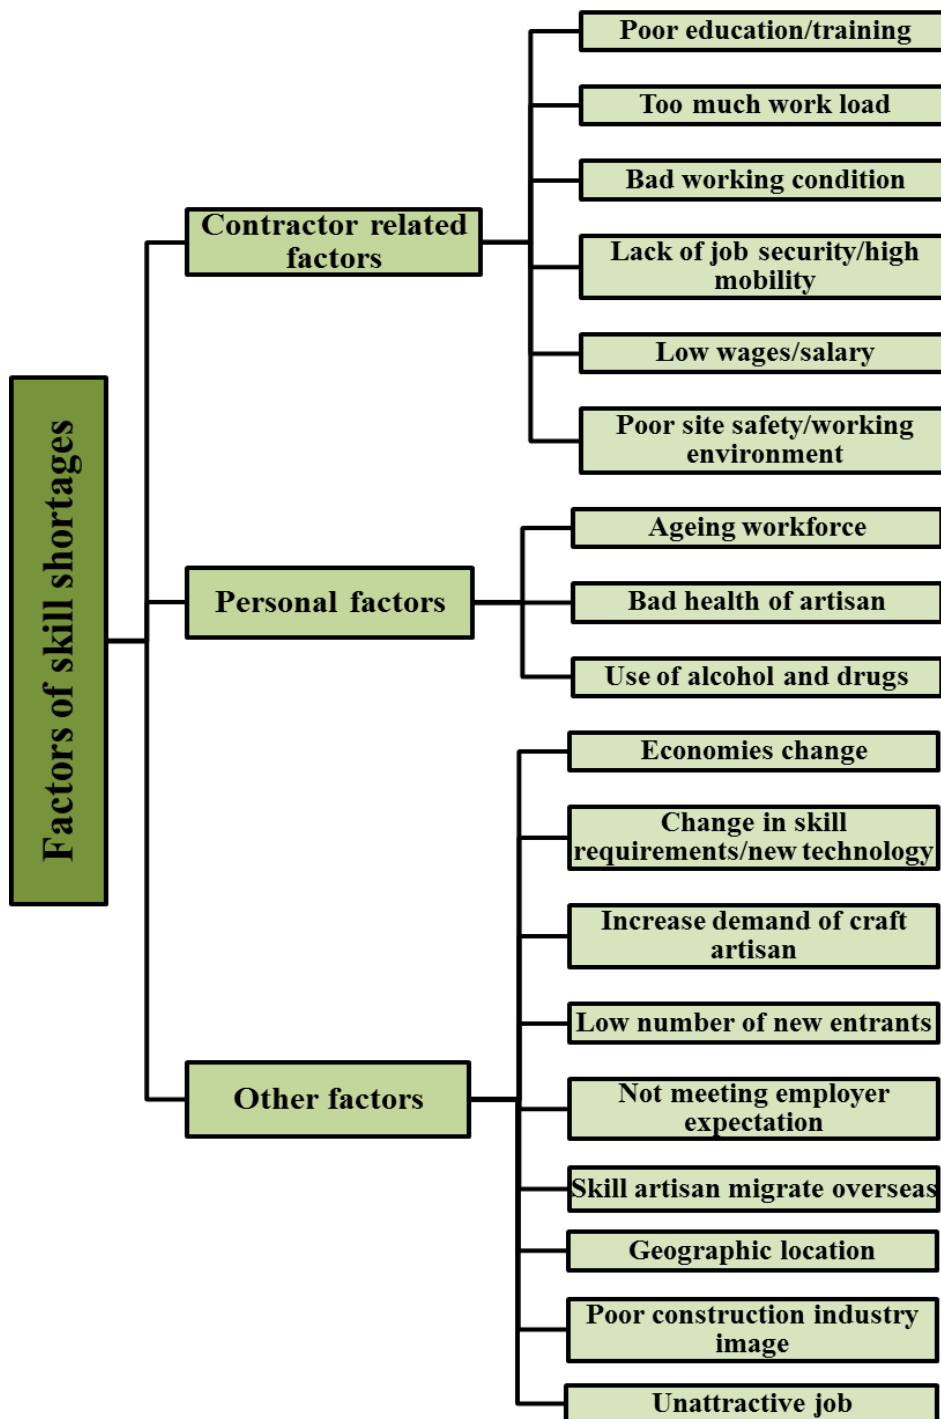 Factors of skill shortages
Contractor related
factors
Poor education/training
Too much work load
Bad working condition
Lack of job security/high
mobility
Low wages/salary
Poor site safety/working
environment
Personal factors
Ageing workforce
Bad health of artisan
Use of alcohol and drugs
Other factors
Economies change
Change in skill
requirements/new technology
Increase demand of craft
artisan
Low number of new entrants
Not meeting employer
expectation
Skill artisan migrate overseas
Geographic location
Poor construction industry
image
Unattractive job